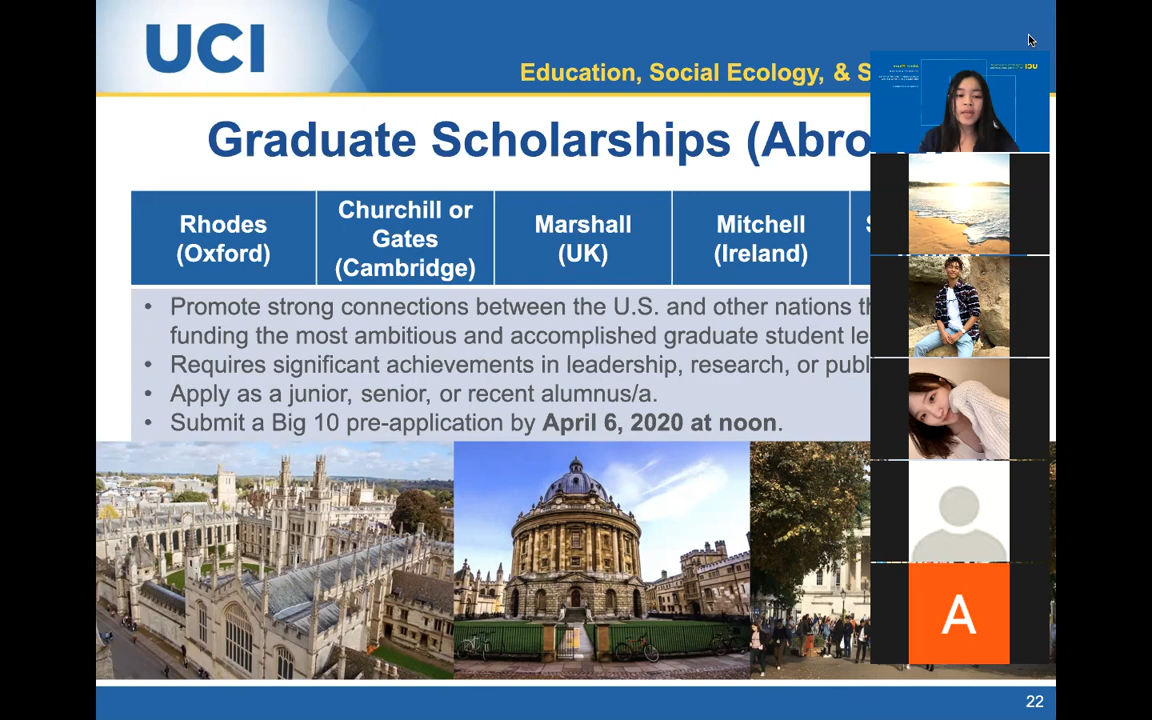 UCI
Education, Social Ecology, & S
Graduate Scholarships (Abro
Rhodes
(Oxford)
Churchill or
Gates
(Cambridge)
Marshall
(UK)
Mitchell
(Ireland)
• Promote strong connections between the U.S. and other nations
funding the most ambitious and accomplished graduate student
• Requires significant achievements in leadership, research, or
• Apply as a junior, senior, or recent alumnus/a.
• Submit a Big 10 pre-application by April 6, 2020 at noon.
A
22